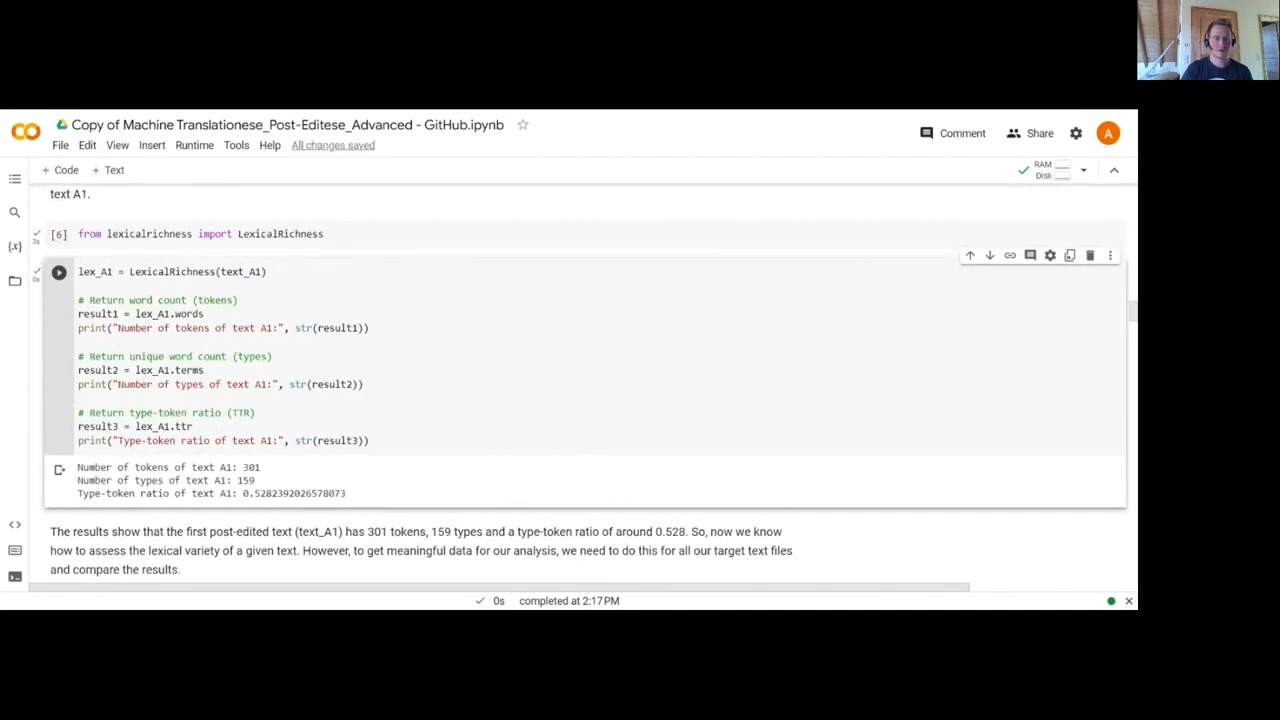 Copy of Machine Translationese_Post-Editese_Advanced - GitHub.ipynb
File Edit View Insert Runtime Tools Help All changes saved
Comment Share A
+ Code + Text
RAM
Disk
text A1.
[6] from lexicalrichness import LexicalRichness
3s
0s
lex_A1 = LexicalRichness(text_A1)
# Return word count (tokens)
result1 = lex_A1.words
print("Number of tokens of text A1:", str(result1))
# Return unique word count (types)
result2 = lex_A1.terms
print("Number of types of text A1:", str(result2))
# Return type-token ratio (TTR)
result3 = lex_A1.ttr
print("Type-token ratio of text A1:", str(result3))
Number of tokens of text A1: 301
Number of types of text A1: 159
Type-token ratio of text A1: 0.5282392026578073
The results show that the first post-edited text (text_A1) has 301 tokens, 159 types and a type-token ratio of around 0.528. So, now we know
how to assess the lexical variety of a given text. However, to get meaningful data for our analysis, we need to do this for all our target text files
and compare the results.
0s completed at 2:17 PM